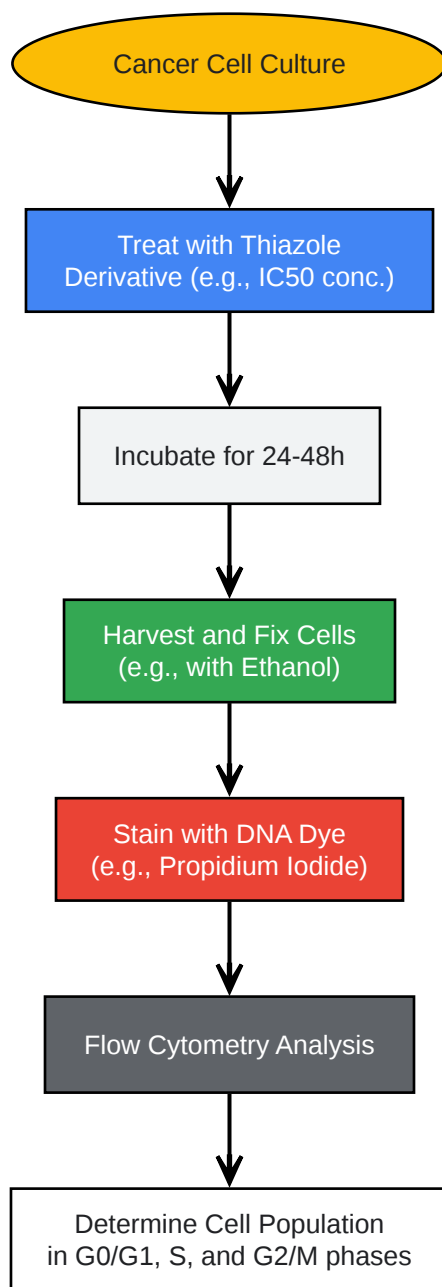 Cancer Cell Culture
Treat with Thiazole
Derivative (e.g., IC50 conc.)
Incubate for 24-48h
Harvest and Fix Cells
(e.g., with Ethanol)
Stain with DNA Dye
(e.g., Propidium Iodide)
Flow Cytometry Analysis
Determine Cell Population
in G0/G1, S, and G2/M phases